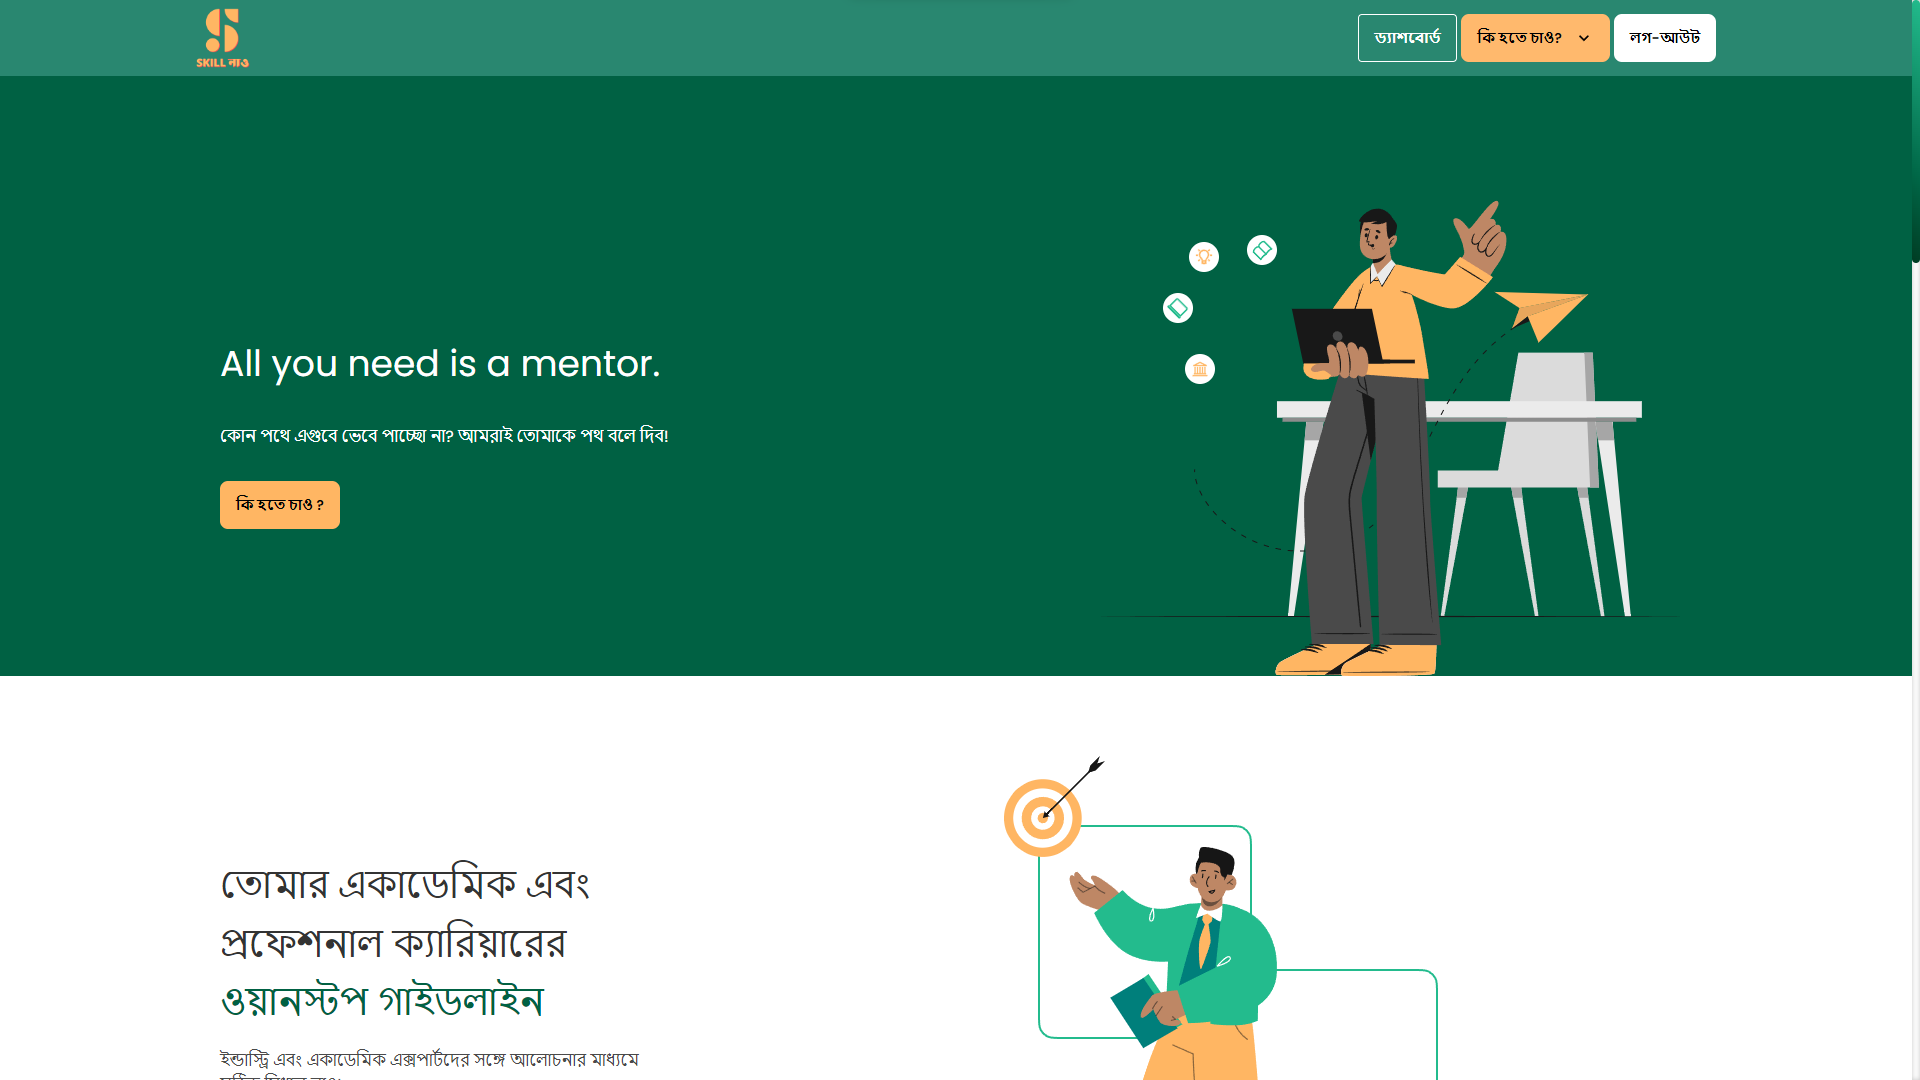 SKILL নাও
ড্যাশবোর্ড
কি হতে চাও?
লগ-আউট
All you need is a mentor.
কোন পথে এগুবে ভেবে পাচ্ছো না? আমরাই তোমাকে পথ বলে দিব!
কি হতে চাও ?
তোমার একাডেমিক এবং
প্রফেশনাল ক্যারিয়ারের
ওয়ানস্টপ গাইডলাইন
ইন্ডাস্ট্রি এবং একাডেমিক এক্সপার্টদের সঙ্গে আলোচনার মাধ্যমে